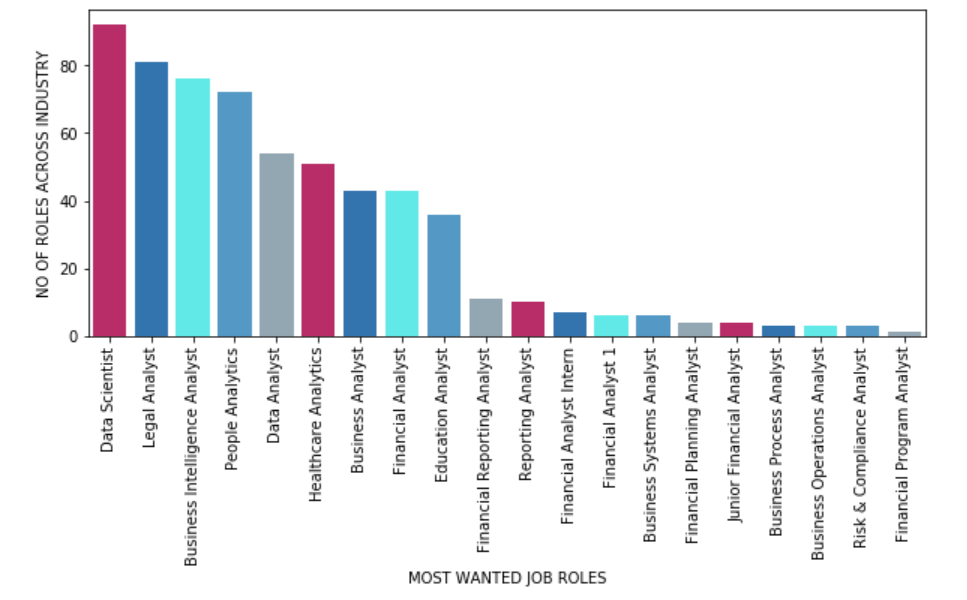 NO OF ROLES ACROSS INDUSTRY
80
60
40
20
0
Data Scientist
Legal Analyst
Business Intelligence Analyst
People Analytics
Data Analyst
Healthcare Analytics
Business Analyst
Financial Analyst
Education Analyst
Financial Reporting Analyst
Reporting Analyst
Financial Analyst Intern
Financial Analyst 1
Business Systems Analyst
Financial Planning Analyst
Junior Financial Analyst
Business Process Analyst
Business Operations Analyst
Risk & Compliance Analyst
Financial Program Analyst
MOST WANTED JOB ROLES